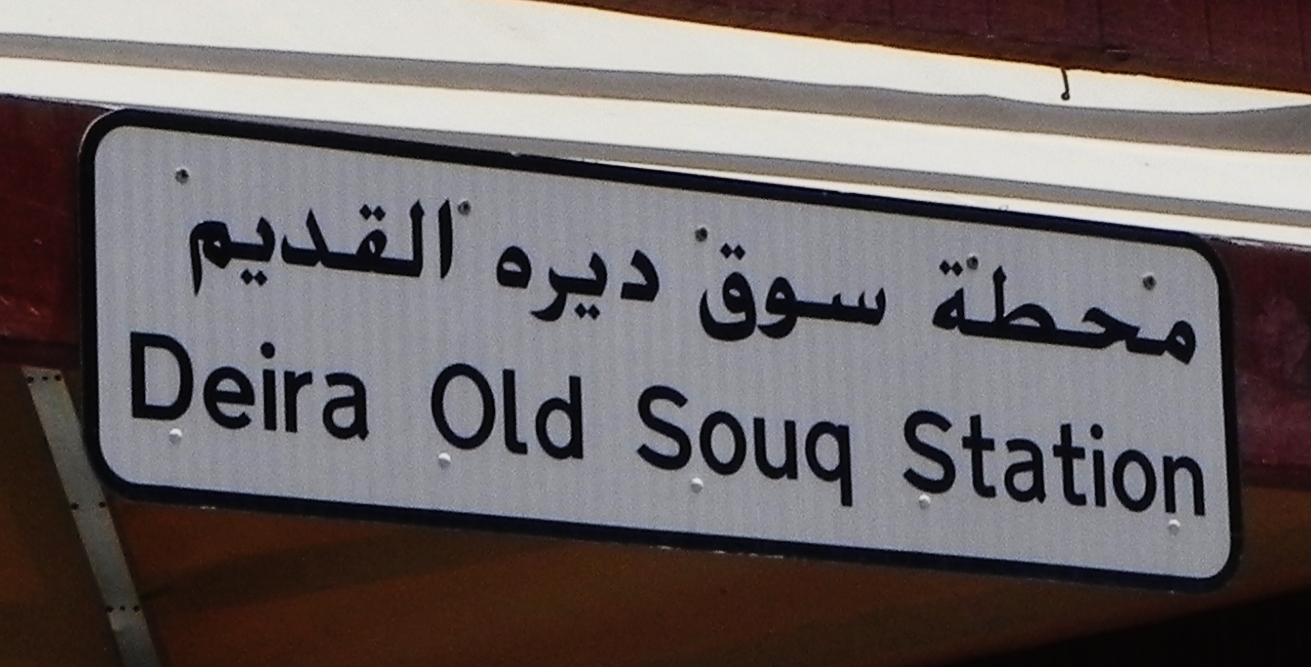 محطة سوق ديره القديم
Deira Old Souq Station